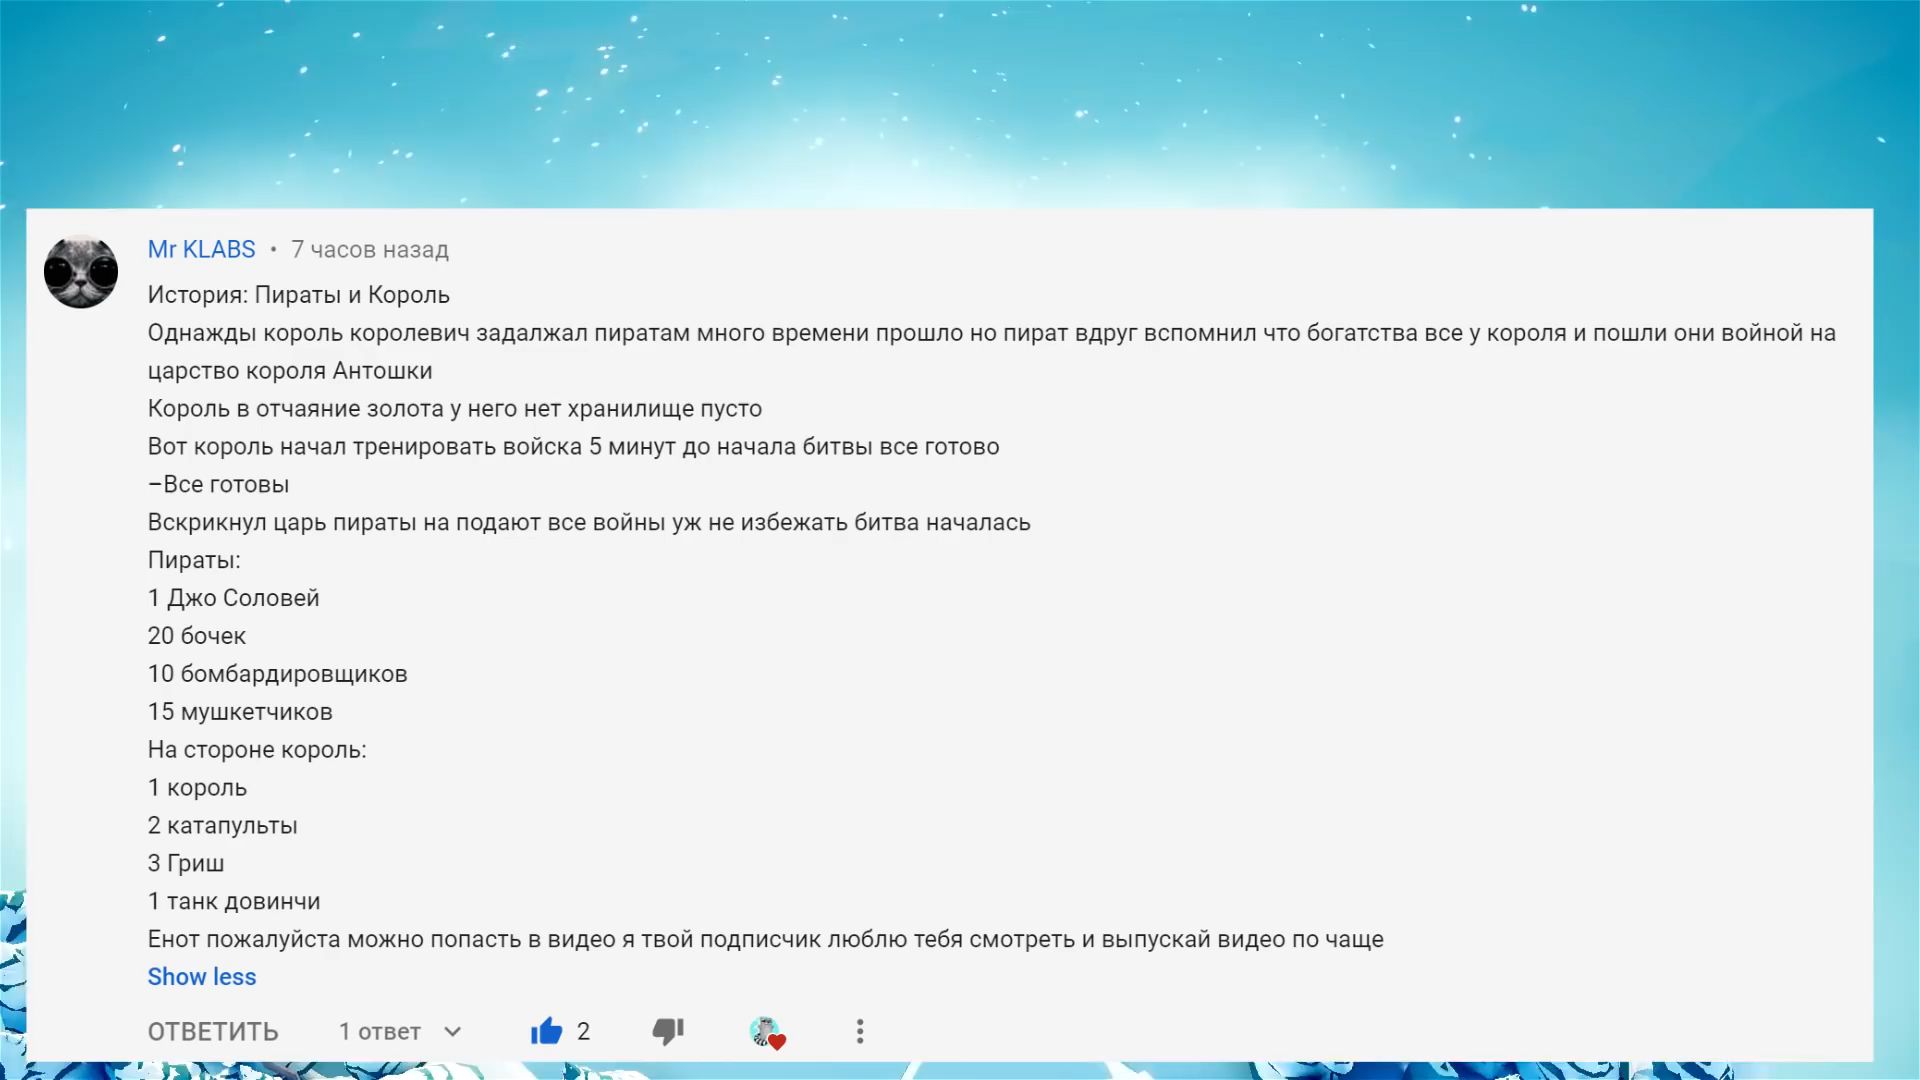 Mr KLABS • 7 часов назад
История: Пираты и Король
Однажды король королевич задалжал пиратам много времени прошло но пират вдруг вспомнил что богатства все у короля и пошли они войной на
царство короля Антошки
Король в отчаяние золота у него нет хранилище пусто
Вот король начал тренировать войска 5 минут до начала битвы все готово
–Все готовы
Вскрикнул царь пираты на подают все войны уж не избежать битва началась
Пираты:
1 Джо Соловей
20 бочек
10 бомбардировщиков
15 мушкетчиков
На стороне король:
1 король
2 катапульты
3 Гриш
1 танк довинчи
Енот пожалуйста можно попасть в видео я твой подписчик люблю тебя смотреть и выпускай видео по чаще
Show less
ОТВЕТИТЬ 1 ответ 2